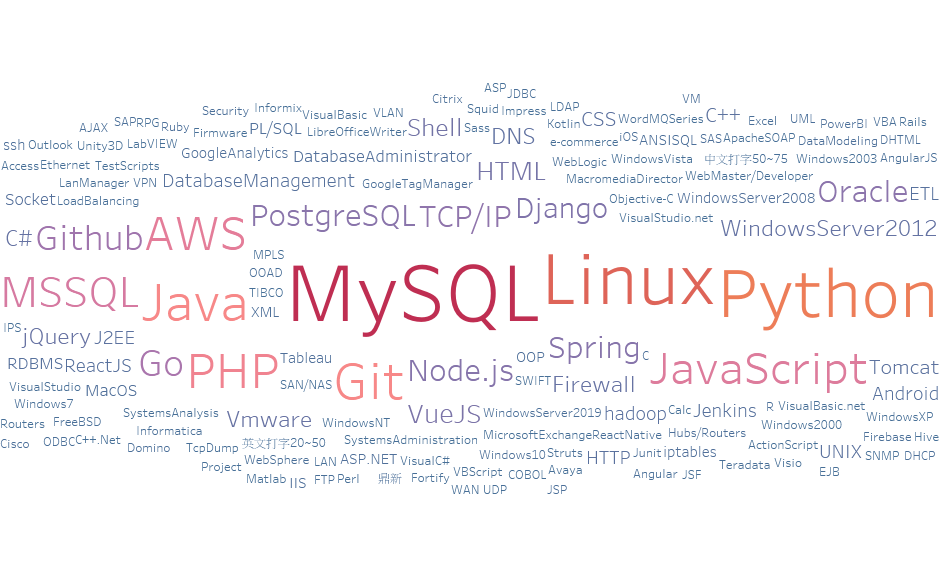 ASP
JDBC
Citrix
VM
Security
Informix
VisualBasic
VLAN
Squid
Impress
LDAP
Kotlin
CSS
WordMQSeries
C++
Excel
UML
PowerBI
VBA
Rails
AJAX
SAPRPG
Ruby
Firmware
PL/SQL
LibreOfficeWriter
Shell
Sass
DNS
e-commerce
iOS
ANSISQL
SAS
ApacheSOAP
DataModeling
DHTML
ssh
Outlook
Unity3D
LabVIEW
GoogleAnalytics
DatabaseAdministrator
HTML
WebLogic
WindowsVista
中文打字50~75
Windows2003
AngularJS
Access
Ethernet
TestScripts
LanManager
VPN
DatabaseManagement
GoogleTagManager
MacromediaDirector
WebMaster/Developer
Socket
LoadBalancing
PostgreSQL
TCP/IP
Django
Objective-C
WindowsServer2008
Oracle
ETL
VisualStudio.net
WindowsServer2012
C#
Github
AWS
MPLS
OOAD
TIBCO
XML
MSSQL
Java
MySQL
Linux
Python
IPS
jQuery
J2EE
RDBMS
ReactJS
Go
PHP
Tableau
SAN/NAS
Git
Node.js
OOP
SWIFT
Spring
C
Firewall
JavaScript
Tomcat
Android
VisualStudio
MacOS
Windows7
Routers
FreeBSD
SystemsAnalysis
Vmware
WindowsNT
VueJS
WindowsServer2019
hadoop
Calc
Jenkins
R
VisualBasic.net
WindowsXP
Windows2000
Informatica
Cisco
ODBC
C++.Net
Domino
TcpDump
英文打字20~50
SystemsAdministration
MicrosoftExchange
ReactNative
Hubs/Routers
Firebase
Hive
ActionScript
UNIX
SNMP
DHCP
Project
WebSphere
LAN
ASP.NET
VisualC#
Windows10
Struts
HTTP
Junit
iptables
Teradata
Visio
EJB
Matlab
IIS
FTP
Perl
鼎新
Fortify
VBScript
COBOL
Avaya
Angular
JSF
WAN
UDP
JSP